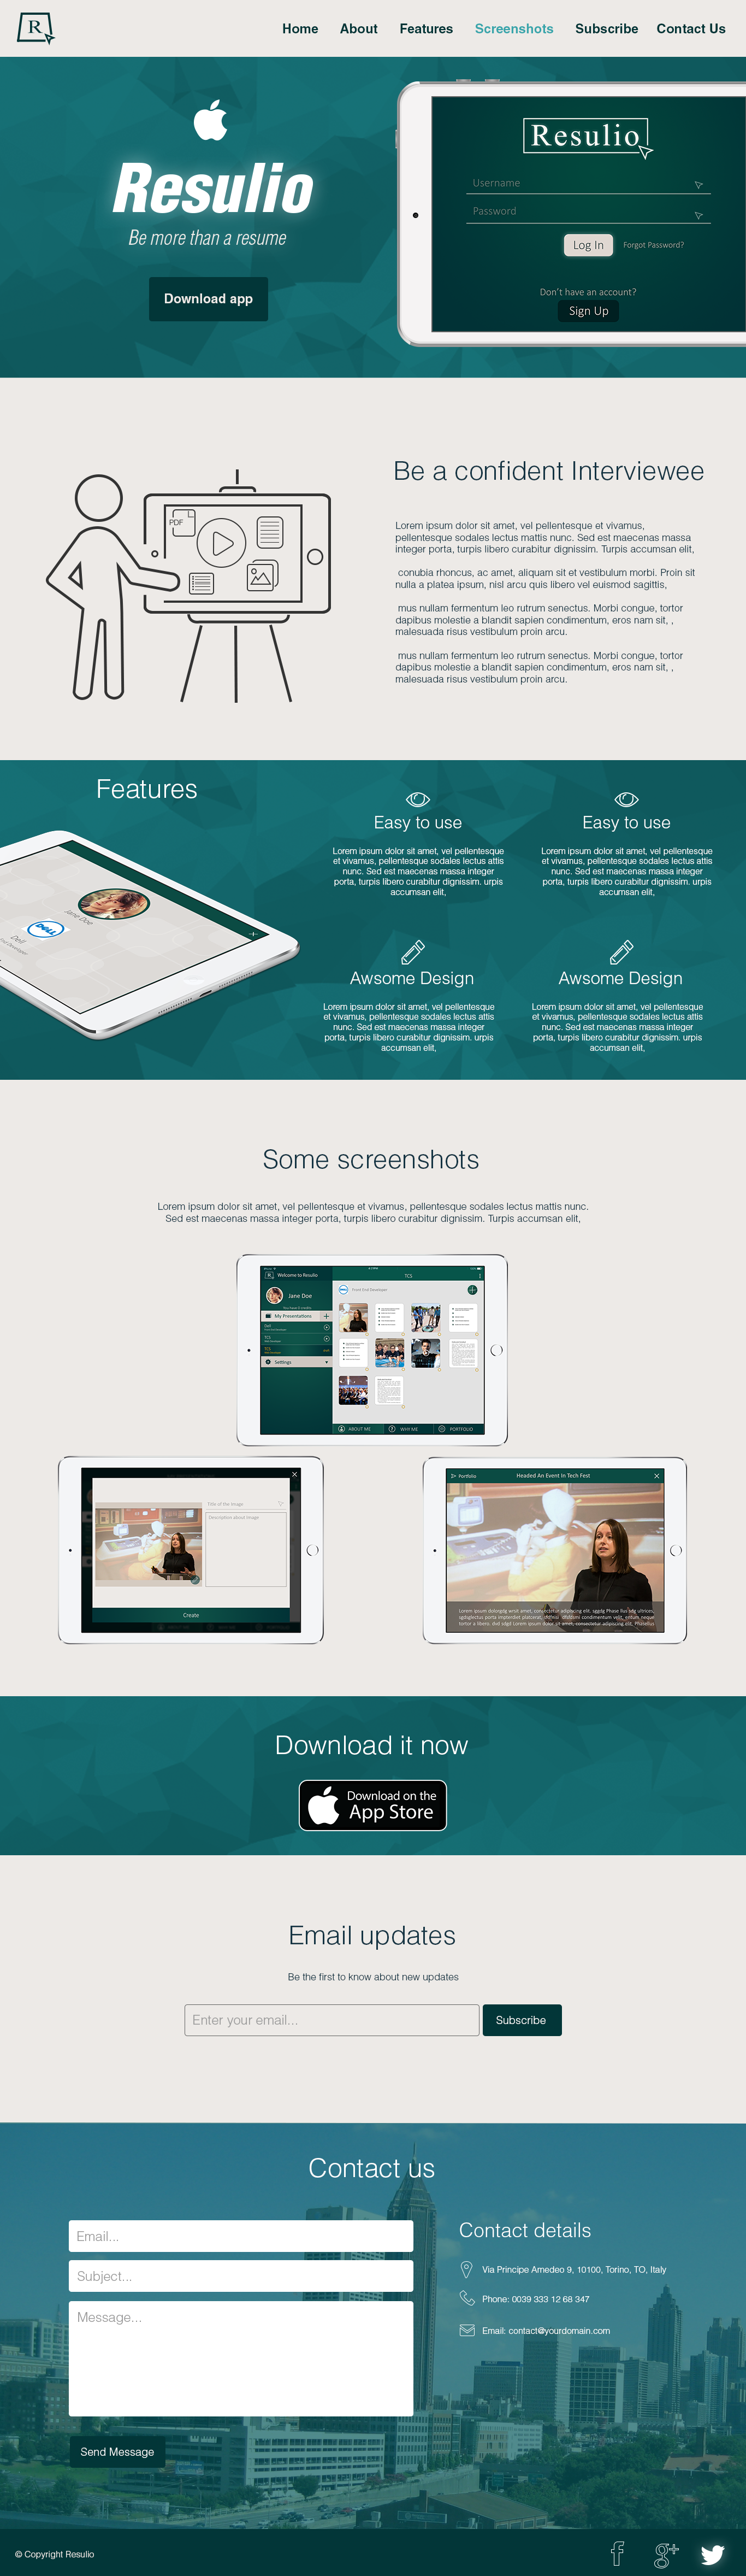 R
Home About Features Screenshots Subscribe Contact Us
Resulio
Be more than a resume
Download app
Resulio
Username
Password
Log In Forgot Password?
Don't have an account?
Sign Up
PDF
Be a confident Interviewee
Lorem ipsum dolor sit amet, vel pellentesque et vivamus,
pellentesque sodales lectus mattis nunc. Sed est maecenas massa
integer porta, turpis libero curabitur dignissim. Turpis accumsan elit,
conubia rhoncus, ac amet, aliquam sit et vestibulum morbi. Proin sit
nulla a platea ipsum, nisl arcu quis libero vel euismod sagittis,
mus nullam fermentum leo rutrum senectus. Morbi congue, tortor
dapibus molestie a blandit sapien condimentum, eros nam sit, ,
malesuada risus vestibulum proin arcu.
mus nullam fermentum leo rutrum senectus. Morbi congue, tortor
dapibus molestie a blandit sapien condimentum, eros nam sit, ,
malesuada risus vestibulum proin arcu.
Features
Jane Doe
DELL
Dell
Easy to use
Lorem ipsum dolor sit amet, vel pellentesque
et vivamus, pellentesque sodales lectus attis
nunc. Sed est maecenas massa integer
porta, turpis libero curabitur dignissim. urpis
accumsan elit,
Easy to use
Lorem ipsum dolor sit amet, vel pellentesque
et vivamus, pellentesque sodales lectus attis
nunc. Sed est maecenas massa integer
porta, turpis libero curabitur dignissim. urpis
accumsan elit,
Awsome Design
Lorem ipsum dolor sit amet, vel pellentesque
et vivamus, pellentesque sodales lectus attis
nunc. Sed est maecenas massa integer
porta, turpis libero curabitur dignissim. urpis
accumsan elit,
Awsome Design
Lorem ipsum dolor sit amet, vel pellentesque
et vivamus, pellentesque sodales lectus attis
nunc. Sed est maecenas massa integer
porta, turpis libero curabitur dignissim. urpis
accumsan elit,
Some screenshots
Lorem ipsum dolor sit amet, vel pellentesque et vivamus, pellentesque sodales lectus mattis nunc.
Sed est maecenas massa integer porta, turpis libero curabitur dignissim. Turpis accumsan elit,
R Welcome to Resulio TCS
Jane Doe
Front End Developer
My Presentations
Dell
TCS
TCS
Settings
ABOUT ME WHY ME PORTFOLIO
Title of the Image
Description about Image
Create
Portfolio Headed An Event In Tech Fest
Download it now
Download on the
App Store
Email updates
Be the first to know about new updates
Enter your email... Subscribe
Contact us
Email...
Subject...
Message...
Send Message
Contact details
Via Principe Amedeo 9, 10100, Torino, TO, Italy
Phone: 0039 333 12 68 347
Email: contact@yourdomain.com
© Copyright Resulio
f g+